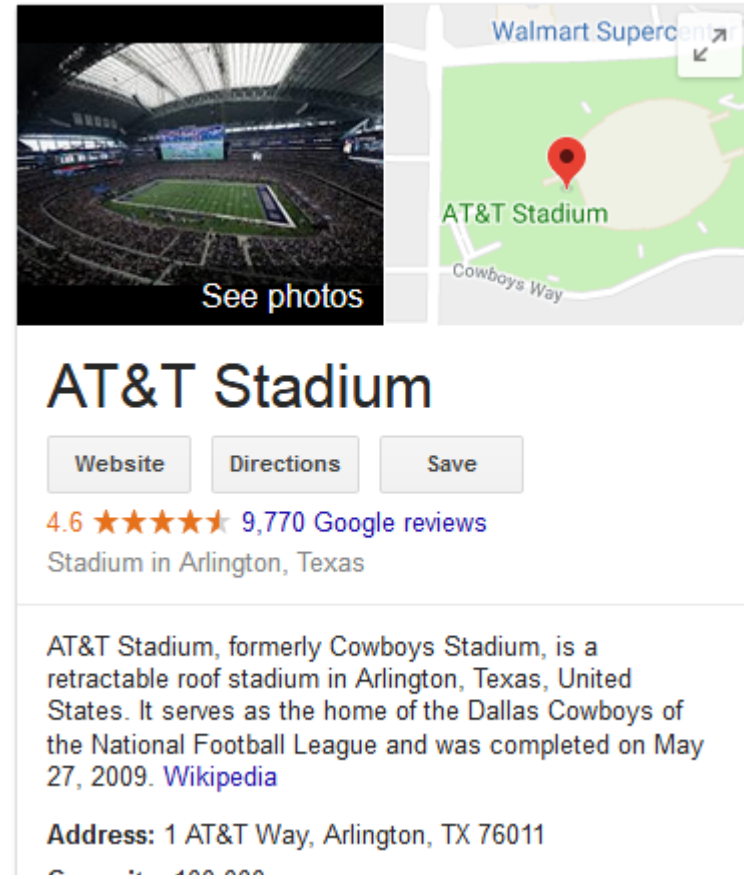 Walmart Supercenter
AT&T Stadium
Cowboys Way
See photos
AT&T Stadium
Website
Directions
Save
4.6 9,770 Google reviews
Stadium in Arlington, Texas
AT&T Stadium, formerly Cowboys Stadium, is a
retractable roof stadium in Arlington, Texas, United
States. It serves as the home of the Dallas Cowboys of
the National Football League and was completed on May
27, 2009. Wikipedia
Address: 1 AT&T Way, Arlington, TX 76011